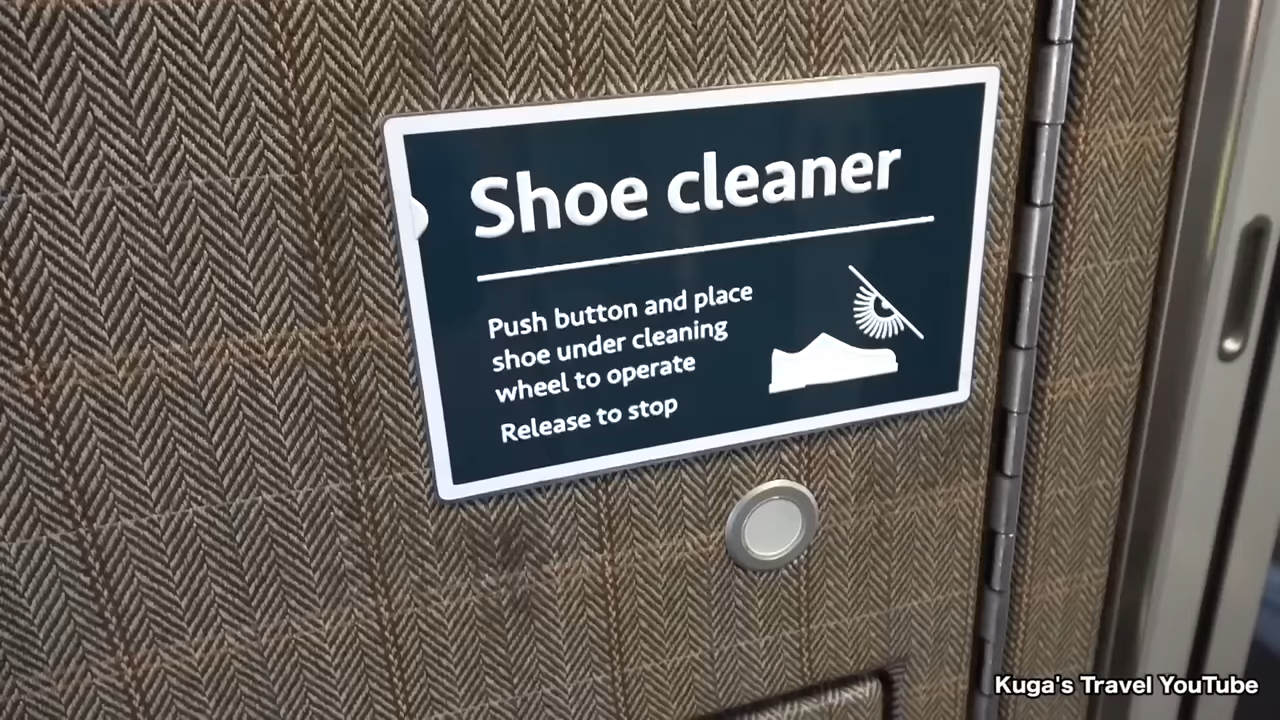 Shoe cleaner
Push button and place
shoe under cleaning
wheel to operate
Release to stop
Kuga's Travel YouTube